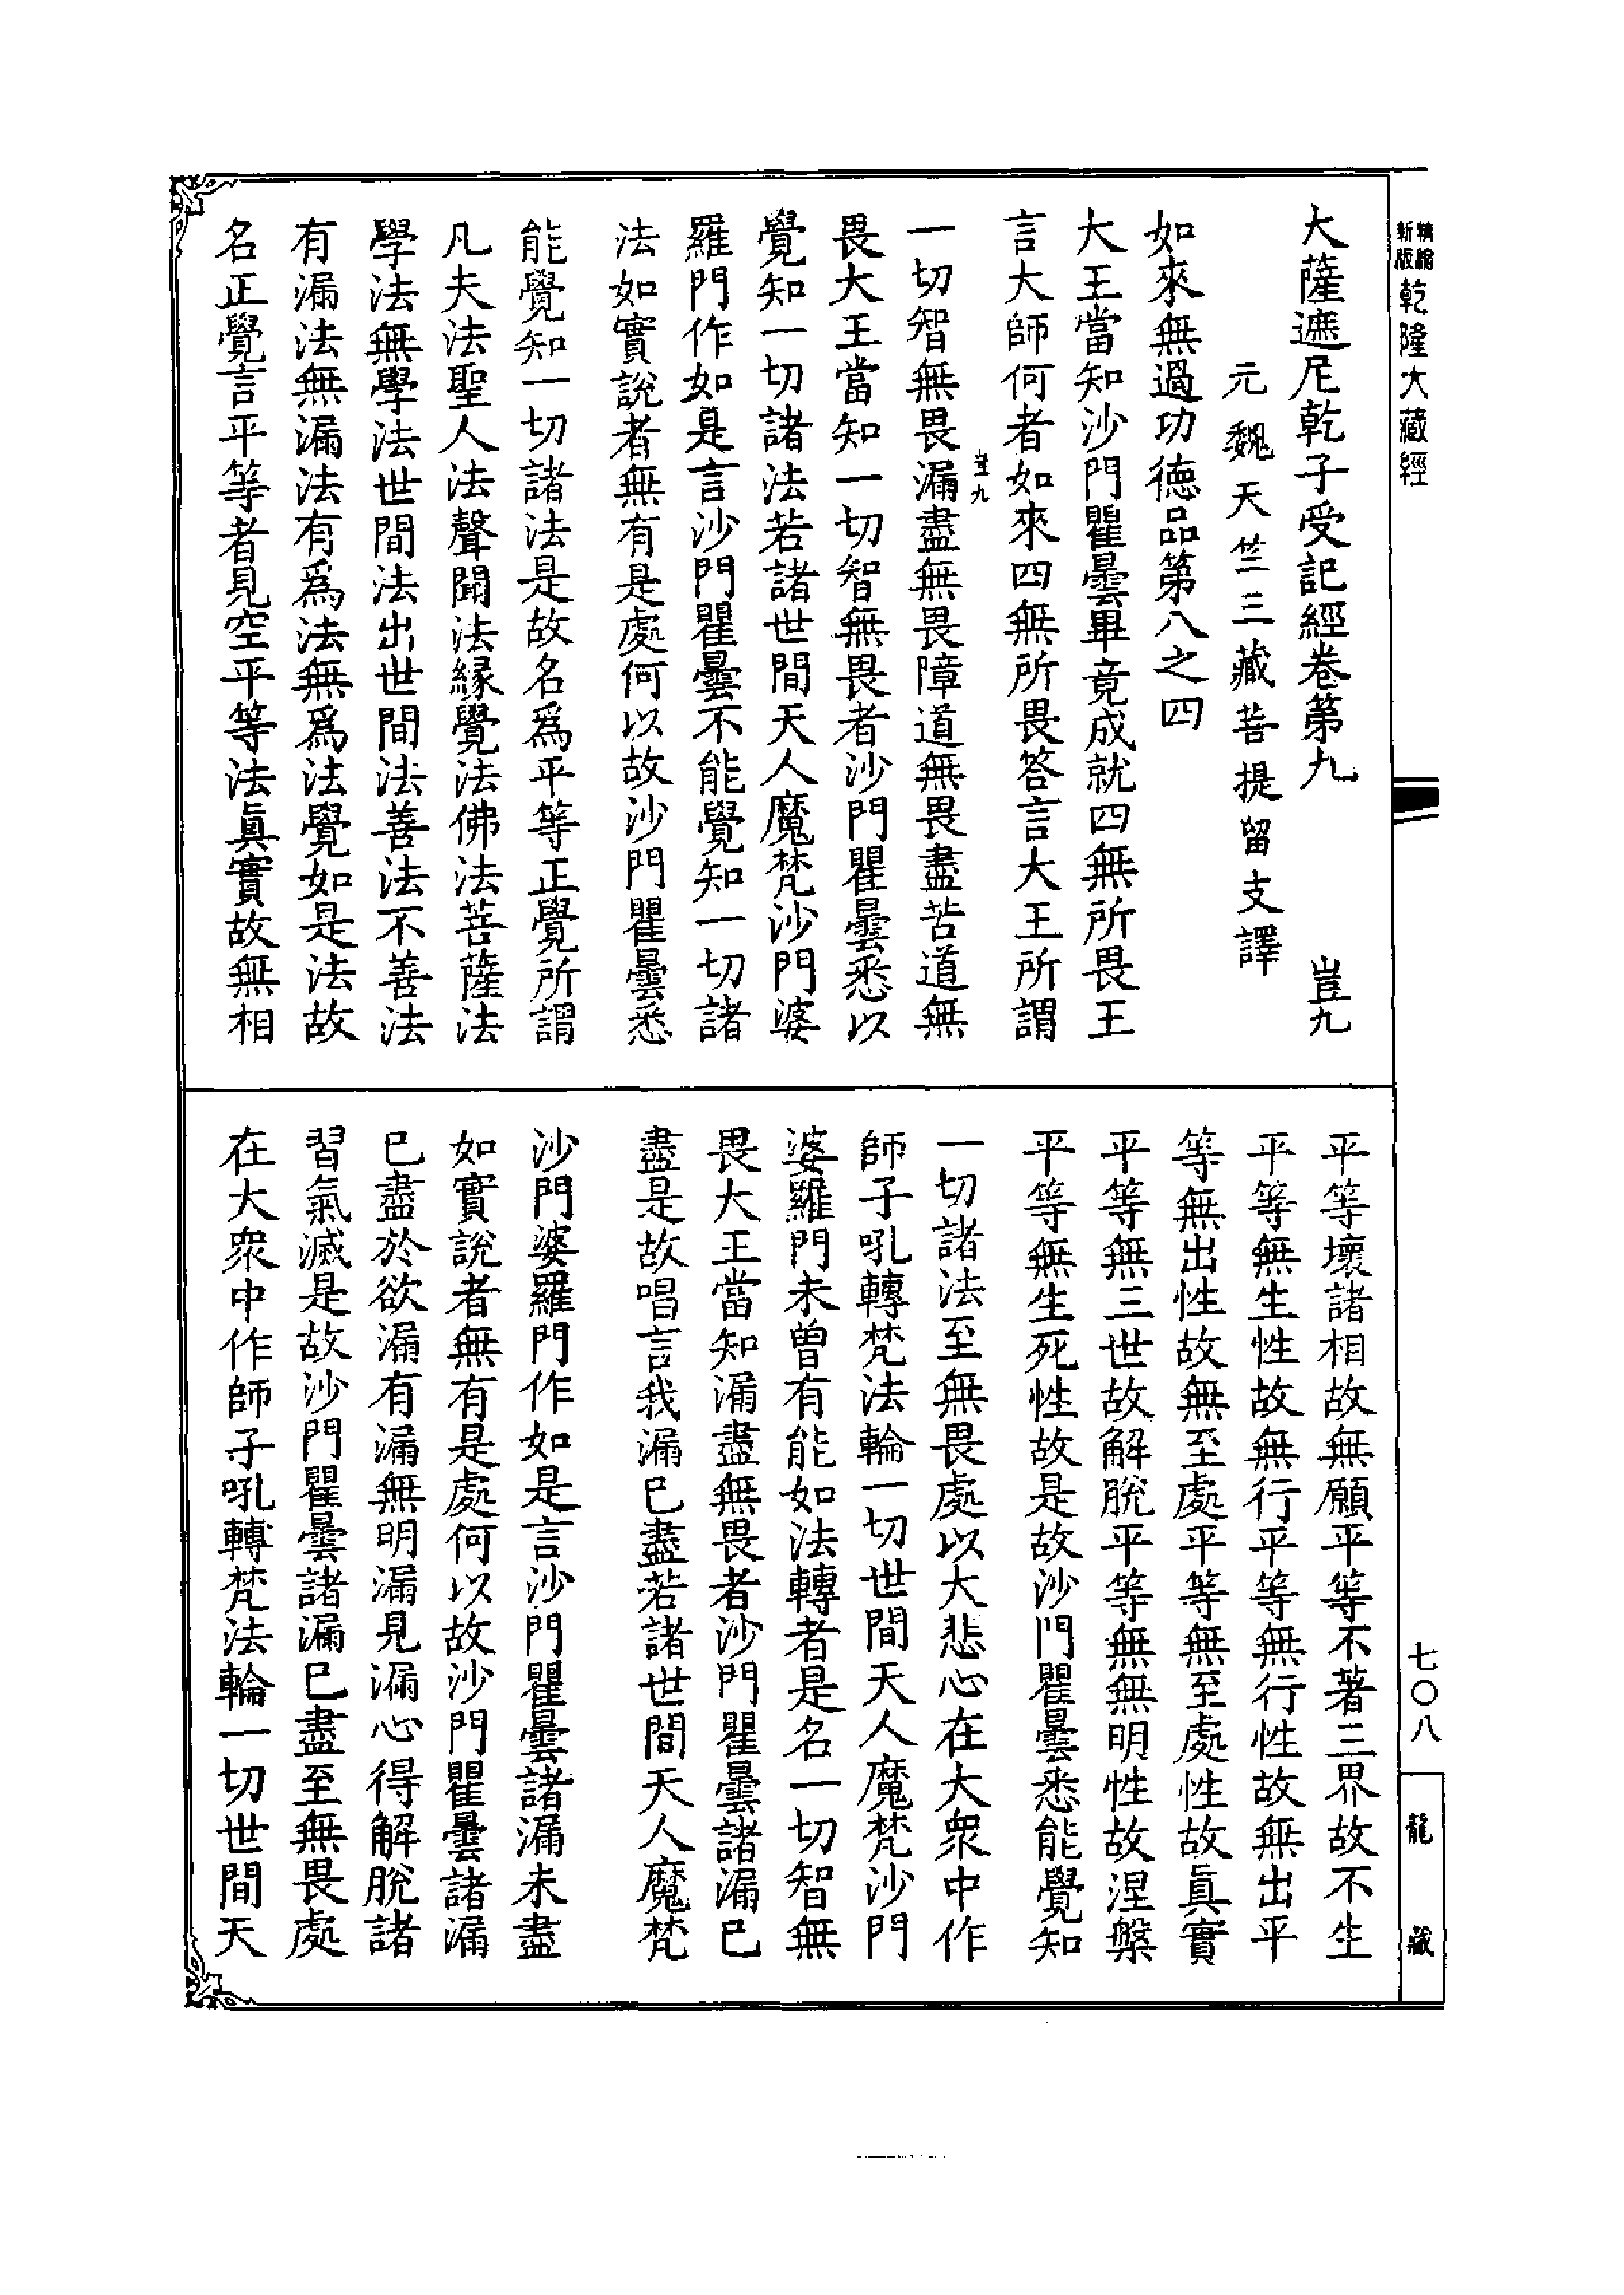 新版精縮乾隆大藏經
大薩遮尼乾子受記經卷第九 豈九
元魏天竺三藏菩提留支譯
如來無過功德品第八之四
大王當知沙門瞿曇畢竟成就四無所畏王
言大師何者如來四無所畏答言大王所謂
豈九
一切智無畏漏盡無畏障道無畏盡苦道無
畏大王當知一切智無畏者沙門瞿曇悉以
覺知一切諸法若諸世間天人魔梵沙門婆
羅門作如是言沙門瞿曇不能覺知一切諸
法如實說者無有是處何以故沙門瞿曇悉
能覺知一切諸法是故名爲平等正覺所謂
凡夫法聖人法聲聞法緣覺法佛法菩薩法
學法無學法世間法出世間法善法不善法
有漏法無漏法有爲法無爲法覺如是法故
名正覺言平等者見空平等法眞實故無相
平等壞諸相故無願平等不著三界故不生
平等無生性故無行平等無行性故無出平
等無出性故無至處平等無至處性故眞實
平等無三世故解脫平等無無明性故涅槃
平等無生死性故是故沙門瞿曇悉能覺知
一切諸法至無畏處以大悲心在大眾中作
師子吼轉梵法輪一切世間天人魔梵沙門
婆羅門未曾有能如法轉者是名一切智無
畏大王當知漏盡無畏者沙門瞿曇諸漏已
盡是故唱言我漏已盡若諸世間天人魔梵
沙門婆羅門作如是言沙門瞿曇諸漏未盡
如實說者無有是處何以故沙門瞿曇諸漏
已盡於欲漏有漏無明漏見漏心得解脫諸
習氣滅是故沙門瞿曇諸漏已盡至無畏處
在大眾中作師子吼轉梵法輪一切世間天
七〇八
龍藏